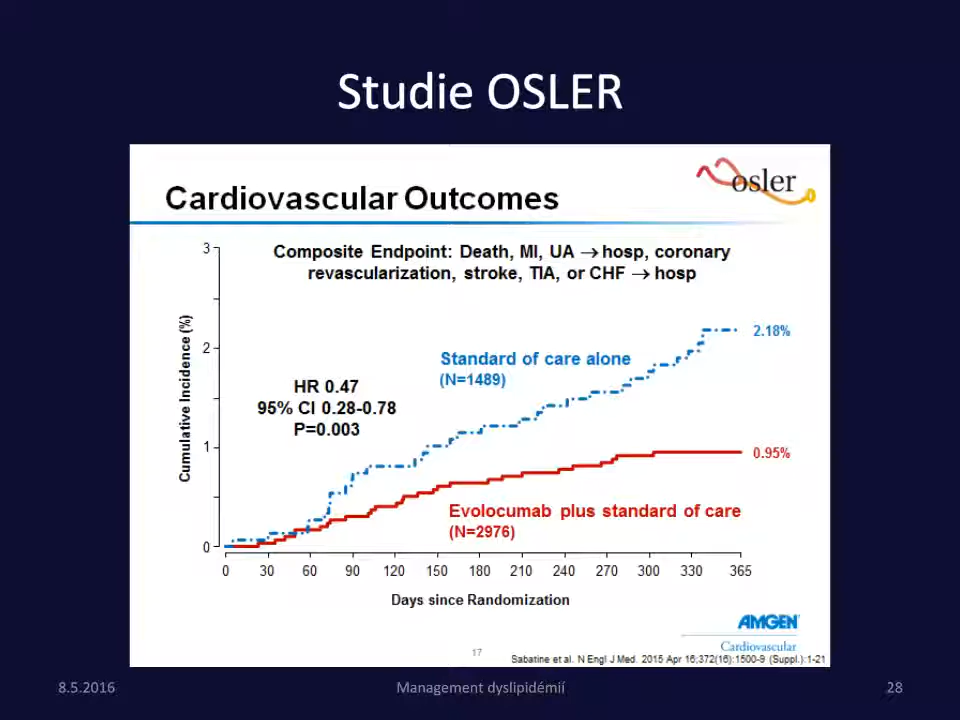 Studie OSLER
osler
Cardiovascular Outcomes
Composite Endpoint: Death, MI, UA → hosp, coronary
revascularization, stroke, TIA, or CHF → hosp
3
2
1
0
Cumulative Incidence (%)
2.18%
Standard of care alone
(N=1489)
HR 0.47
95% CI 0.28-0.78
P=0.003
0.95%
Evolocumab plus standard of care
(N=2976)
0 30 60 90 120 150 180 210 240 270 300 330 365
Days since Randomization
AMGEN
Cardiovascular
17
Sabatine et al. N Engl J Med. 2015 Apr 16;372(16):1500-9 (Suppl.):1-21
8.5.2016 Management dyslipidémií 28